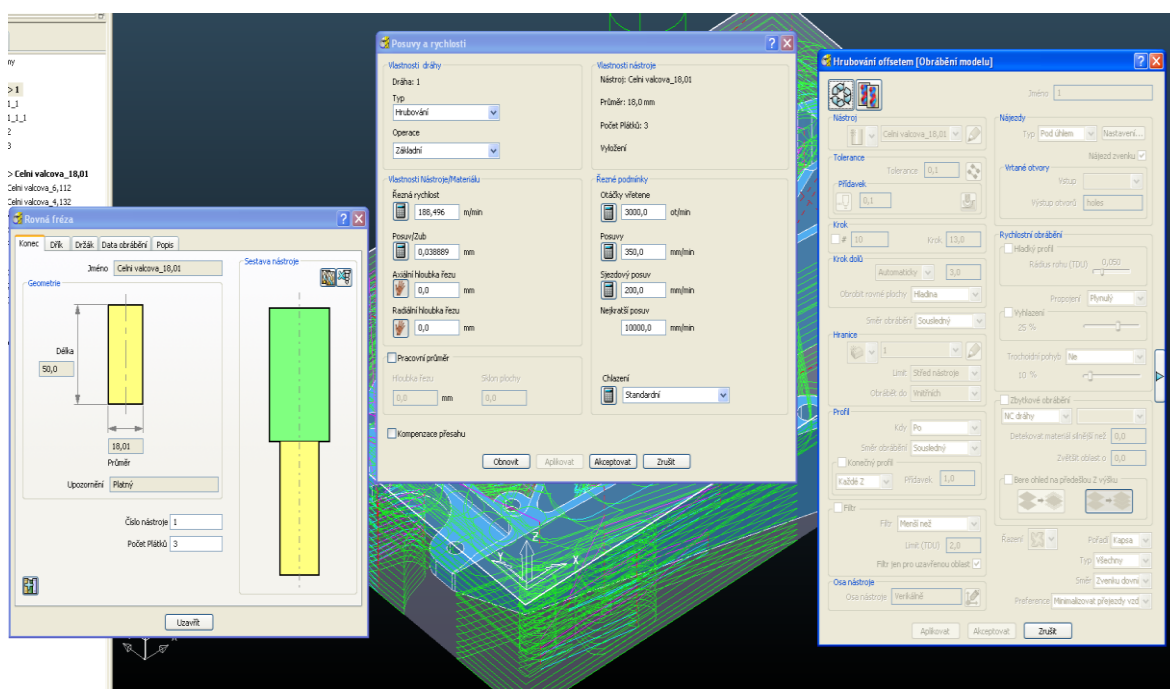 ny
> 1
1_1
1_1_1
2
3
> Celni valcova_18,01
Celni valcova_6,112
Celni valcova_4,132
Rovná fréza
Konec Dřík Držák Data obrábění Popis
Jméno Celni valcova_18,01
Geometrie
Délka
50,0
18,01
Průměr
Upozornění Platný
Číslo nástroje 1
Počet Plátků 3
Sestava nástroje
Uzavřít
Posuvy a rychlosti
Vlastnosti dráhy
Dráha: 1
Typ
Hrubování
Operace
Základní
Vlastnosti nástroje
Nástroj: Celni valcova_18,01
Průměr: 18,0 mm
Počet Plátků: 3
Vyložení
Vlastnosti Nástroje/Materiálu
Řezná rychlost
188,496 m/min
Posuv/Zub
0,038889 mm
Axiální hloubka řezu
0,0 mm
Radiální hloubka řezu
0,0 mm
Řezné podmínky
Otáčky vřetene
3000,0 ot/min
Posuvy
350,0 mm/min
Sjezdový posuv
200,0 mm/min
Nejkratší posuv
10000,0 mm/min
Pracovní průměr
Hloubka řezu Sklon plochy
0,0 mm 0,0
Chlazení
Standardní
Kompenzace přesahu
Obnovit Aplikovat Akceptovat Zrušit
Z
Y
X
Hrubování offsetem [Obrábění modelu]
Jméno 1
Nástroj
Celni valcova_18,01
Tolerance
Tolerance 0,1
Přídavek
0,1
Krok
# 10 Krok 13,0
Krok dolů
Automaticky 3,0
Obrobit rovné plochy Hladina
Směr obrábění Sousledný
Hranice
1
Limit Střed nástroje
Obrábět do Vnitřních
Profil
Kdy Po
Směr obrábění Sousledný
Konečný profil
Každé Z Přídavek 1,0
Filtr
Filtr Menší než
Limit (TDU) 2,0
Filtr jen pro uzavřenou oblast
Osa nástroje
Osa nástroje Verikálně
Nájezdy
Typ Pod úhlem Nastavení...
Nájezd zvenku
Vrtané otvory
Vstup
Výstup otvorů holes
Rychlostní obrábění
Hladký profil
Rádius rohu (TDU) 0,050
Propojení Plynulý
Vyhlazení
25 %
Trochoidní pohyb Ne
10 %
Zbytkové obrábění
NC dráhy
Detekovat materiál silnější než 0,0
Zvětšit oblast o 0,0
Bere ohled na předešlou Z výšku
Řazení Pořadí Kapsa
Typ Všechny
Směr Zvenku dovni
Preference Minimalizovat přejezdy vzd
Aplikovat Akceptovat Zrušit